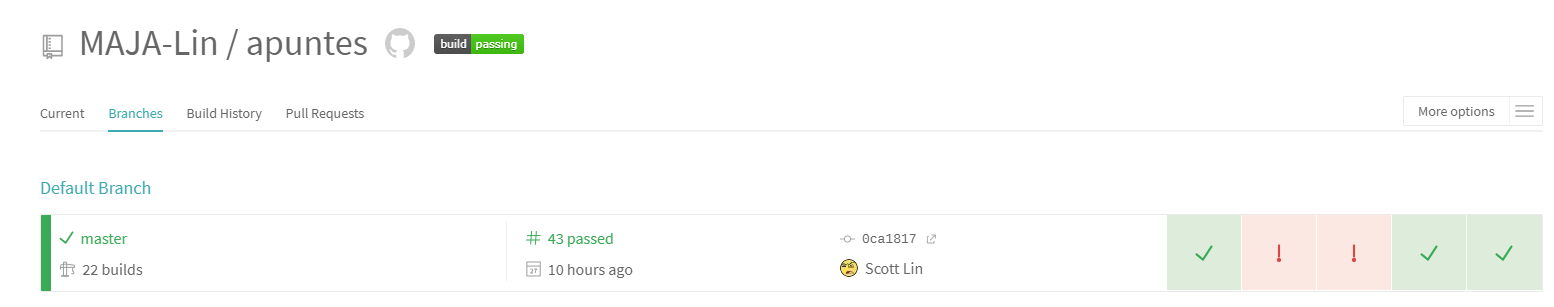 MAJA-Lin / apuntes build passing
Current Branches Build History Pull Requests More options
Default Branch
master # 43 passed 0ca1817
22 builds 27 10 hours ago Scott Lin
! !